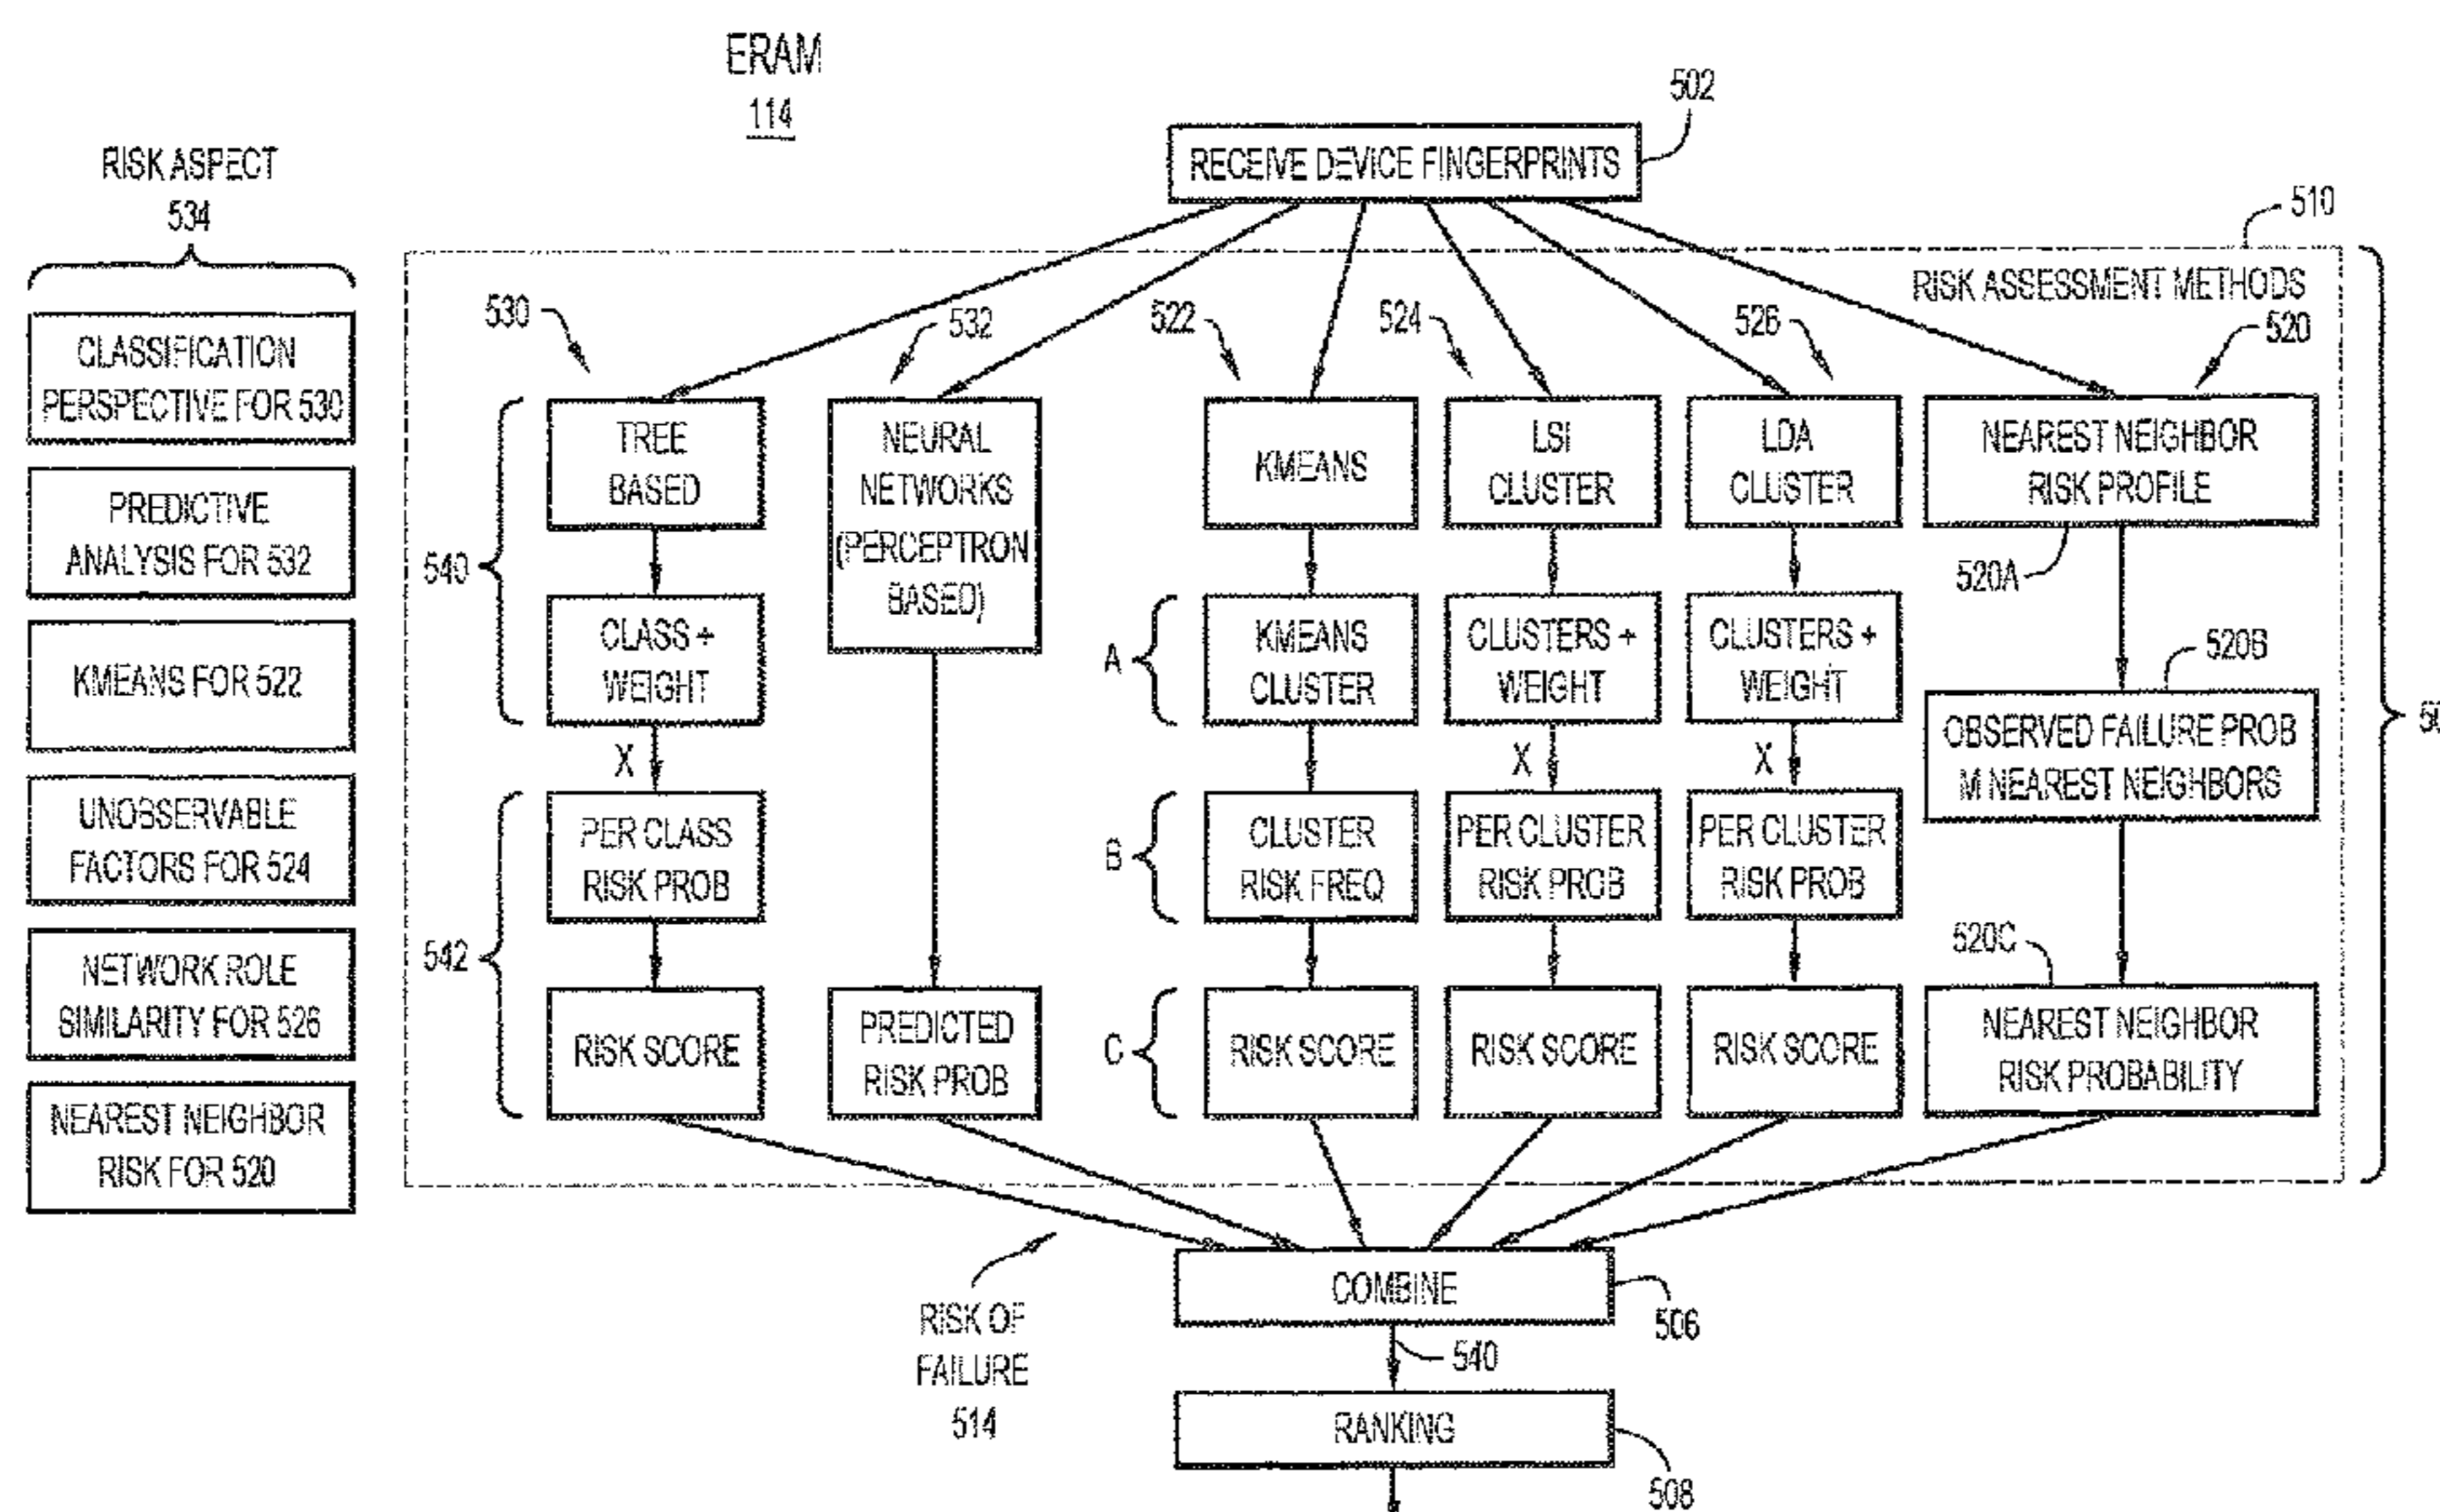 ERAM
114
502
RECEIVE DEVICE FINGERPRINTS
RISK ASPECT
534
CLASSIFICATION
PERSPECTIVE FOR 530
PREDICTIVE
ANALYSIS FOR 532
KMEANS FOR 522
UNOBSERVABLE
FACTORS FOR 524
NETWORK ROLE
SIMILARITY FOR 526
NEAREST NEIGHBOR
RISK FOR 520
510
RISK ASSESSMENT METHODS
530
532
522
524
526
520
540
TREE
BASED
CLASS +
WEIGHT
X
542
PER CLASS
RISK PROB
RISK SCORE
NEURAL
NETWORKS
(PERCEPTRON
BASED)
PREDICTED
RISK PROB
KMEANS
A
KMEANS
CLUSTER
B
CLUSTER
RISK FREQ
C
RISK SCORE
LSI
CLUSTER
CLUSTERS +
WEIGHT
X
PER CLUSTER
RISK PROB
RISK SCORE
LDA
CLUSTER
CLUSTERS +
WEIGHT
X
PER CLUSTER
RISK PROB
RISK SCORE
NEAREST NEIGHBOR
RISK PROFILE
520A
520B
OBSERVED FAILURE PROB
M NEAREST NEIGHBORS
520C
NEAREST NEIGHBOR
RISK PROBABILITY
RISK OF
FAILURE
514
COMBINE
506
540
RANKING
508